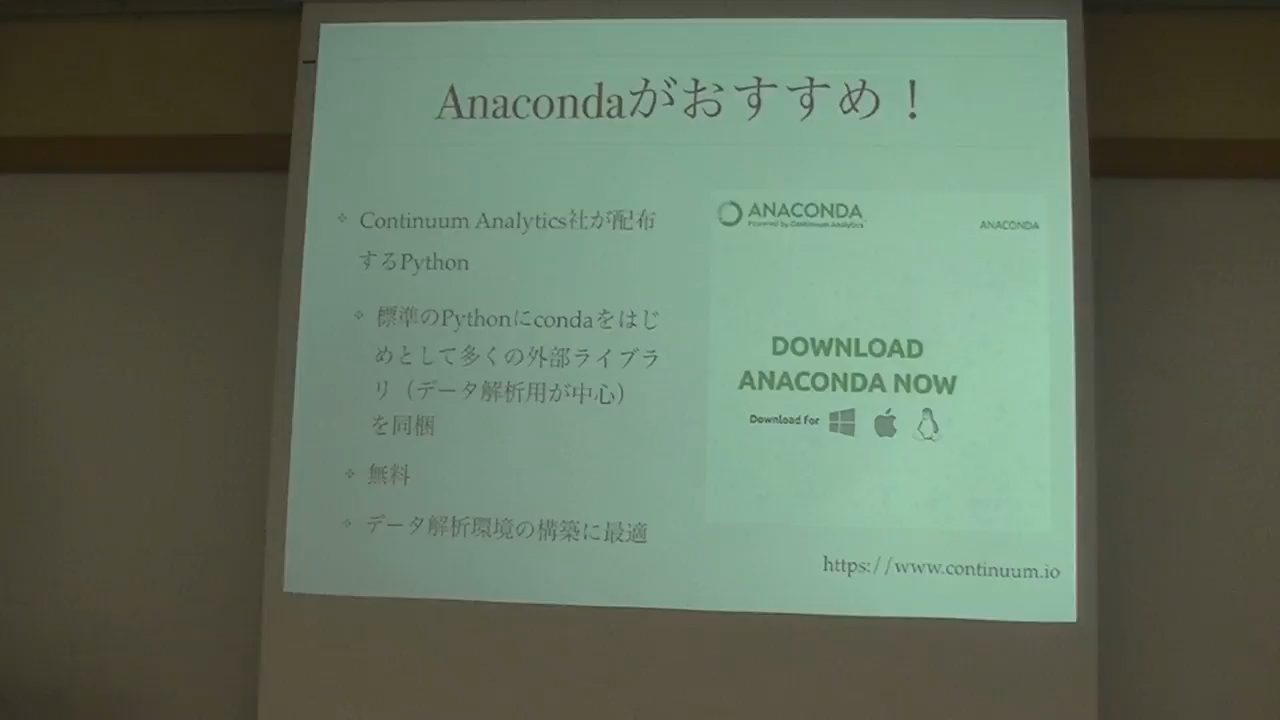 Anacondaがおすすめ！
Continuum Analytics社が配布
するPython
標準のPythonにcondaをはじ
めとして多くの外部ライブラ
リ（データ解析用が中心）
を同梱
無料
データ解析環境の構築に最適
ANACONDA
Powered by Continuum Analytics
ANACONDA
DOWNLOAD
ANACONDA NOW
Download for
https://www.continuum.io